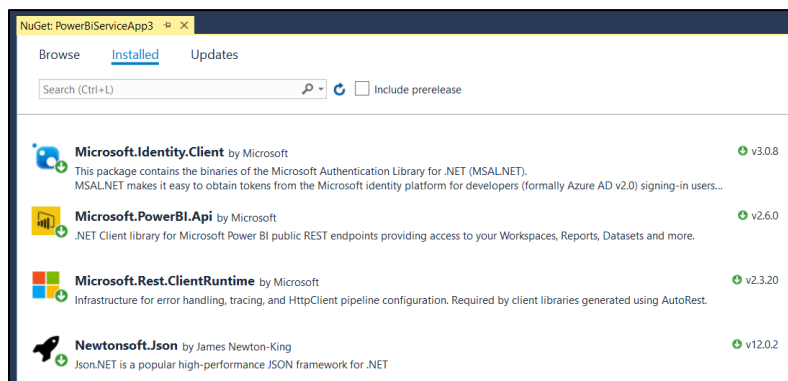 NuGet: PowerBiServiceApp3
Browse Installed Updates
Search (Ctrl+L) Include prerelease
Microsoft.Identity.Client by Microsoft v3.0.8
This package contains the binaries of the Microsoft Authentication Library for .NET (MSAL.NET).
MSAL.NET makes it easy to obtain tokens from the Microsoft identity platform for developers (formally Azure AD v2.0) signing-in users...
Microsoft.PowerBI.Api by Microsoft v2.6.0
.NET Client library for Microsoft Power BI public REST endpoints providing access to your Workspaces, Reports, Datasets and more.
Microsoft.Rest.ClientRuntime by Microsoft v2.3.20
Infrastructure for error handling, tracing, and HttpClient pipeline configuration. Required by client libraries generated using AutoRest.
Newtonsoft.Json by James Newton-King v12.0.2
Json.NET is a popular high-performance JSON framework for .NET